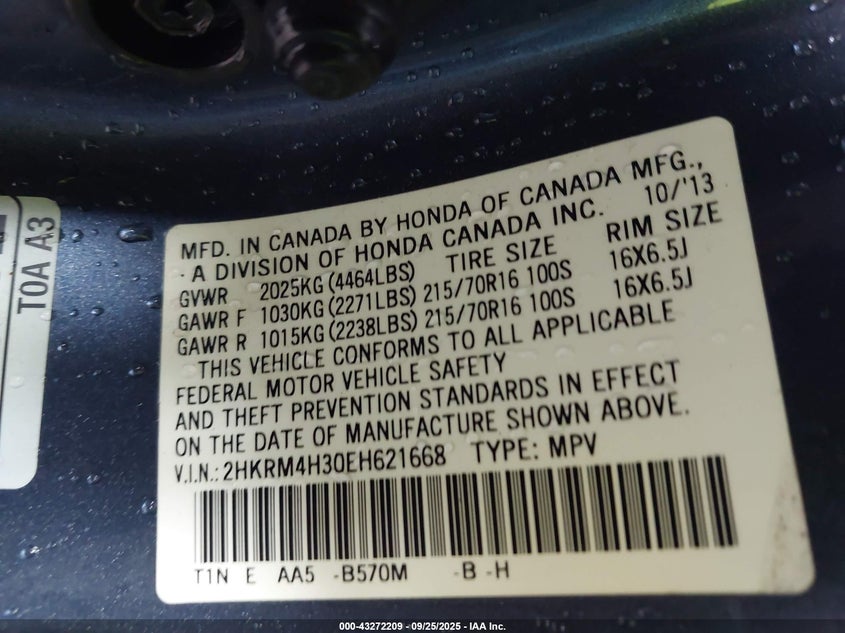 MFD. IN CANADA BY HONDA OF CANADA MFG.,
- A DIVISION OF HONDA CANADA INC. 10/'13
GVWR 2025KG (4464LBS) TIRE SIZE RIM SIZE
GAWR F 1030KG (2271LBS) 215/70R16 100S 16X6.5J
GAWR R 1015KG (2238LBS) 215/70R16 100S 16X6.5J
THIS VEHICLE CONFORMS TO ALL APPLICABLE
FEDERAL MOTOR VEHICLE SAFETY
AND THEFT PREVENTION STANDARDS IN EFFECT
ON THE DATE OF MANUFACTURE SHOWN ABOVE.
V.I.N.: 2HKRM4H30EH621668 TYPE: MPV
T1N E AA5 -B570M -B -H
T0A A3
000-43272209 - 09/25/2025 - IAA Inc.